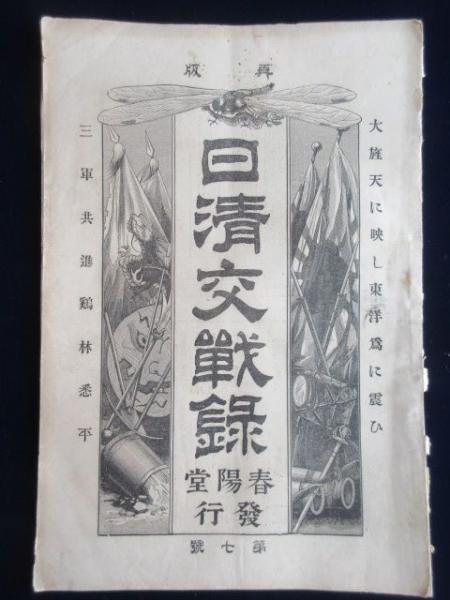 再版
大旌天に映し東洋爲に震ひ
日清交戰錄
春陽堂
發行
三軍共進鷄林悉平
第七號